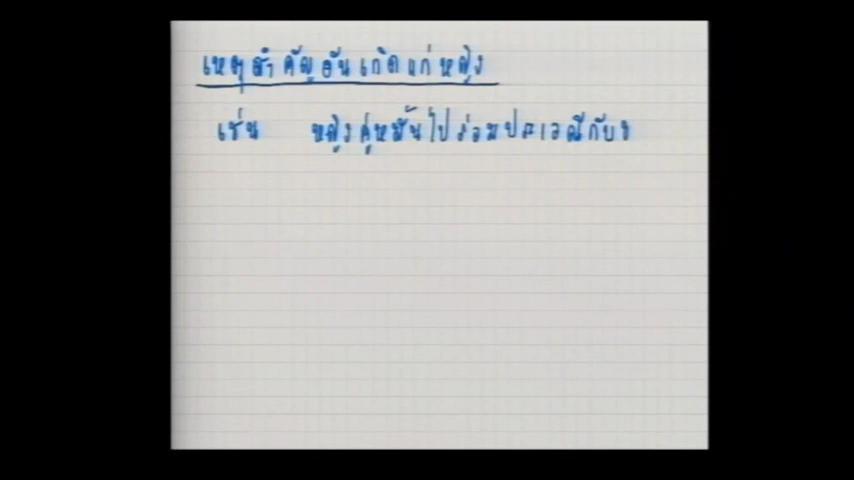 เหตุสำคัญอันเกิดแก่หญิง
เช่น หญิงคู่หมั้นไปร่วมประเวณีกับช